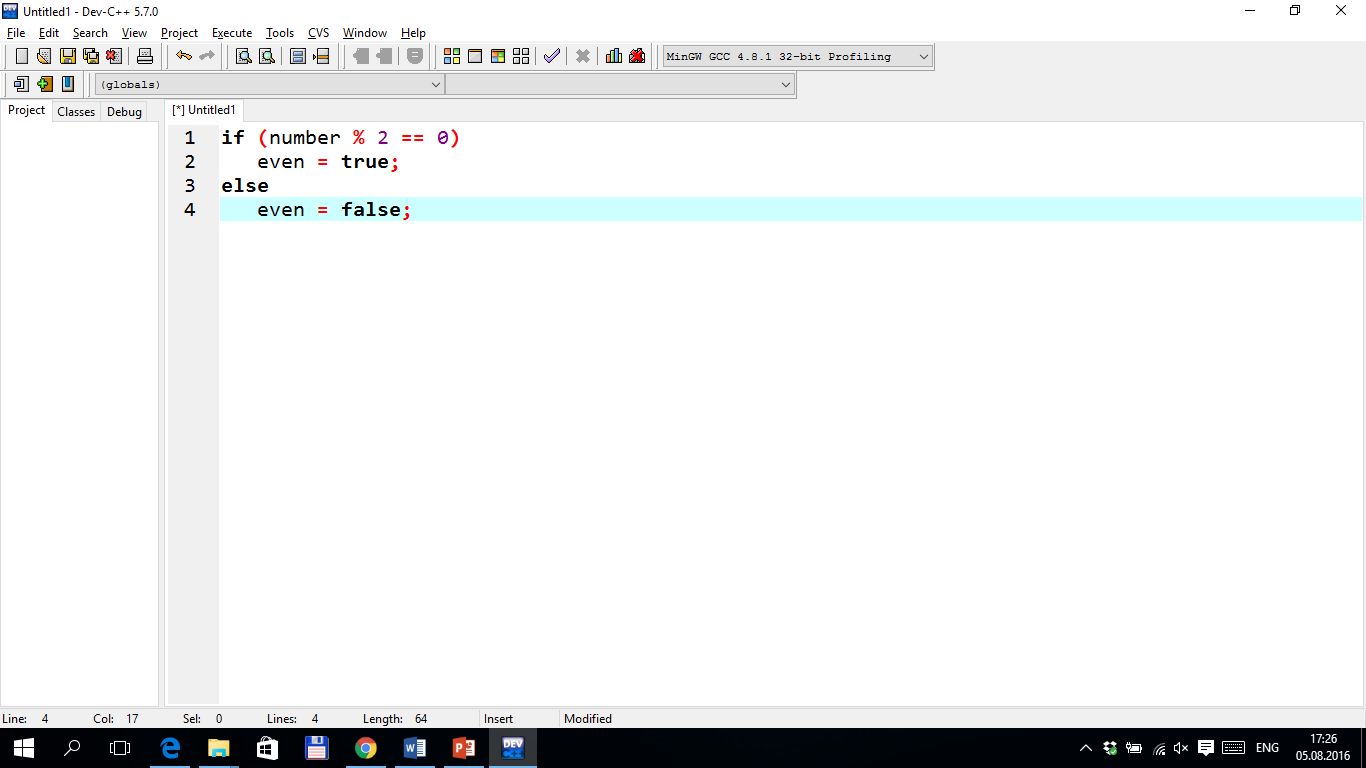 Untitled1 - Dev-C++ 5.7.0
File Edit Search View Project Execute Tools CVS Window Help
MinGW GCC 4.8.1 32-bit Profiling
(globals)
Project Classes Debug
[*] Untitled1
1 if (number % 2 == 0)
2    even = true;
3 else
4    even = false;
Line: 4 Col: 17 Sel: 0 Lines: 4 Length: 64 Insert Modified
DEV
ENG
17:26
05.08.2016